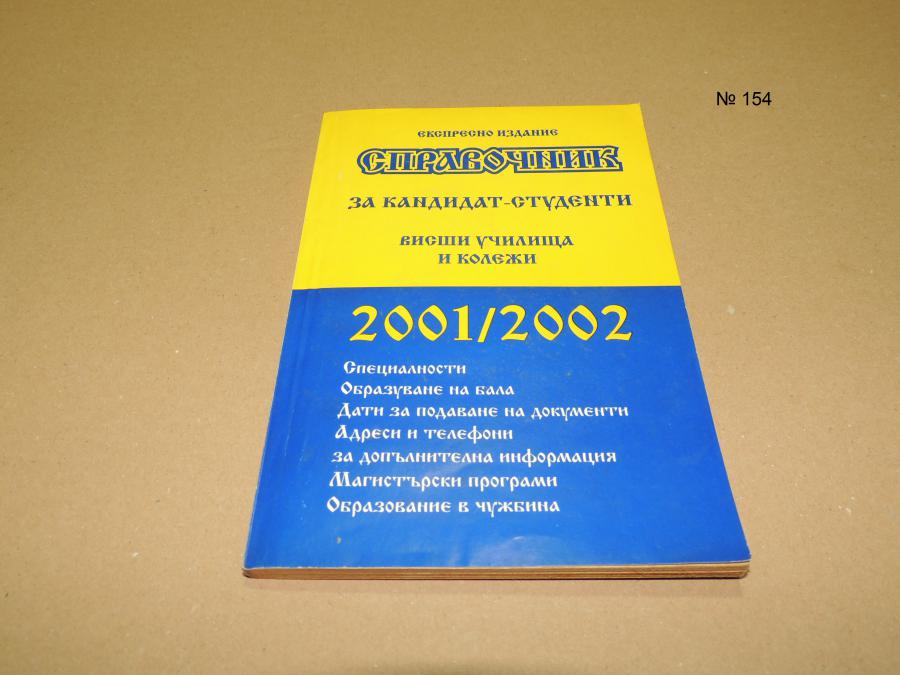 № 154
ЕКСПРЕСНО ИЗДАНИЕ
СПРАВОЧНИК
ЗА КАНДИДАТ-СТУДЕНТИ
ВИСШИ УЧИЛИЩА
И КОЛЕЖИ
2001/2002
Специалности
Образуване на бала
Дати за подаване на документи
Адреси и телефони
за допълнителна информация
Магистърски програми
Образование в чужбина